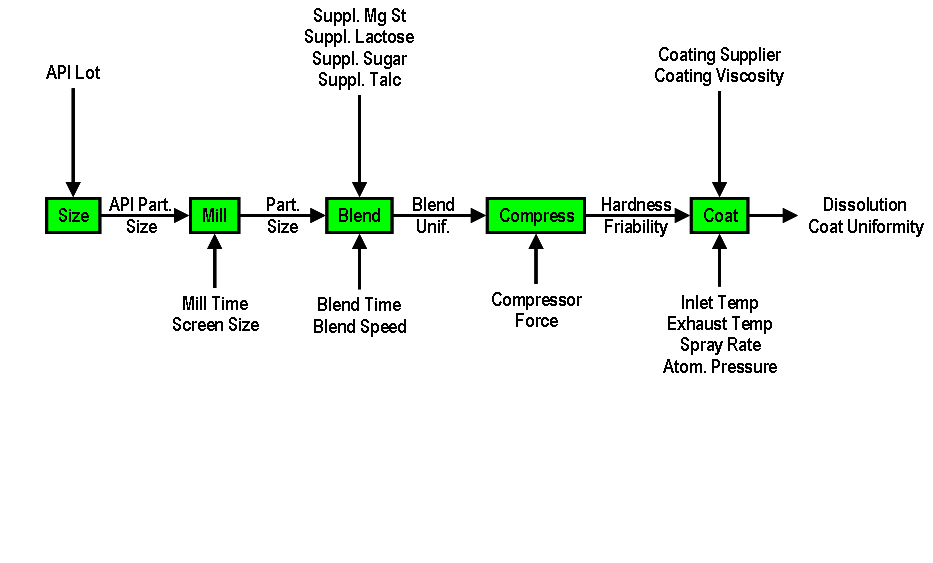 Suppl. Mg St
Suppl. Lactose
Suppl. Sugar
Suppl. Talc
Coating Supplier
Coating Viscosity
API Lot
Size
API Part.
Size
Mill
Part.
Size
Blend
Blend
Unif.
Compress
Hardness
Friability
Coat
Dissolution
Coat Uniformity
Mill Time
Screen Size
Blend Time
Blend Speed
Compressor
Force
Inlet Temp
Exhaust Temp
Spray Rate
Atom. Pressure